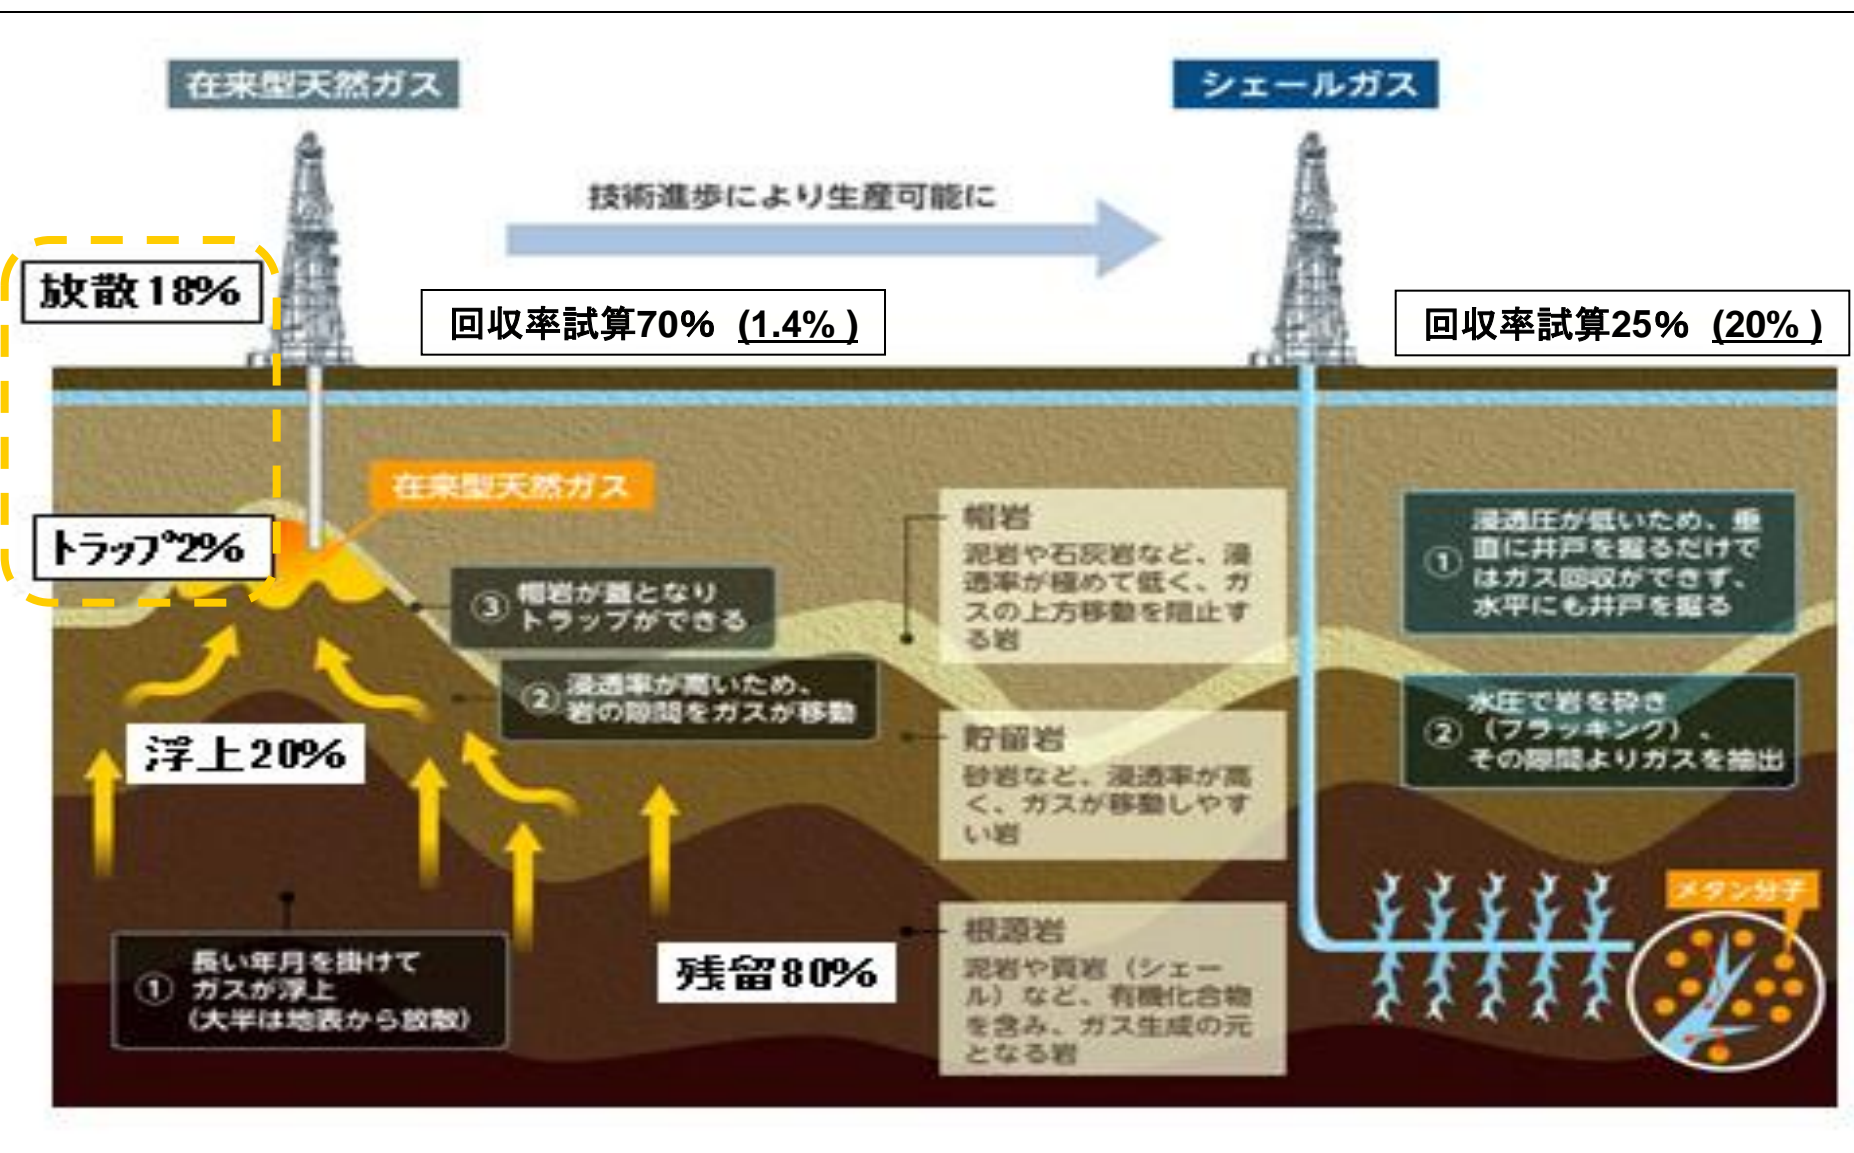 在来型天然ガス
シェールガス
技術進歩により生産可能に
放散18%
回収率試算70% (1.4% )
回収率試算25% (20% )
在来型天然ガス
トラップ2%
③ 帽岩が蓋となり
トラップができる
② 浸透率が高いため、
岩の隙間をガスが移動
浮上20%
① 長い年月を掛けて
ガスが浮上
(大半は地表から放散)
残留80%
帽岩
泥岩や石灰岩など、浸
透率が極めて低く、ガ
スの上方移動を阻止す
る岩
貯留岩
砂岩など、浸透率が高
く、ガスが移動しやす
い岩
根源岩
泥岩や頁岩（シェー
ル）など、有機化合物
を含み、ガス生成の元
となる岩
① 浸透圧が低いため、垂
直に井戸を掘るだけで
はガス回収ができず、
水平にも井戸を掘る
② 水圧で岩を砕き
（フラッキング）、
その隙間よりガスを抽出
メタン分子